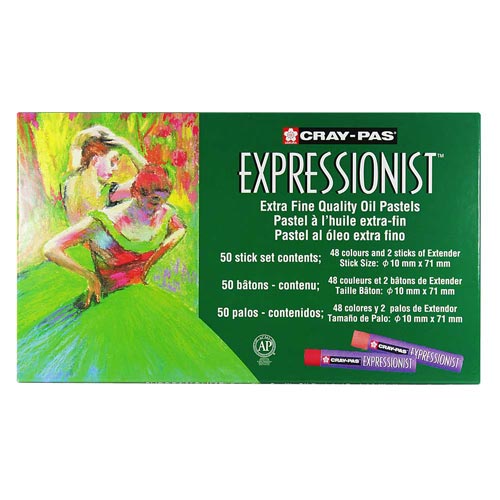 CRAY-PAS®
EXPRESSIONIST™
Extra Fine Quality Oil Pastels
Pastel à l'huile extra-fin
Pastel al óleo extra fino
50 stick set contents; 48 colours and 2 sticks of Extender
Stick Size: Φ 10 mm x 71 mm
50 bâtons - contenu; 48 couleurs et 2 bâtons de Extender
Taille Bâton: Φ 10 mm x 71 mm
50 palos - contenidos; 48 colores y 2 palos de Extendor
Tamaño de Palo: Φ 10 mm x 71 mm
AP
CRAY-PAS
EXPRESSIONIST
EXPRESSIONIST